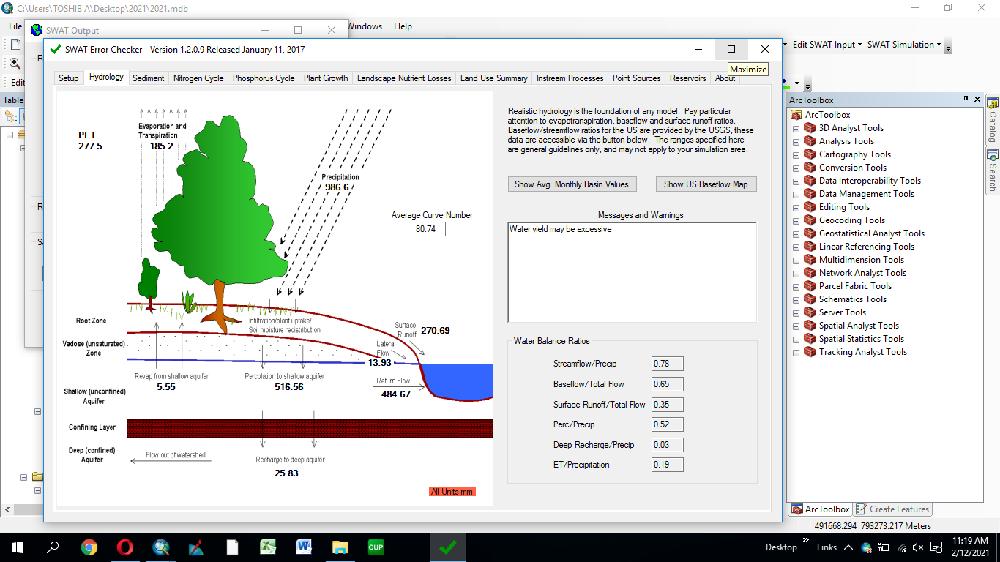 C:\Users\TOSHIB A\Desktop\2021\2021.mdb
File
Windows
Help
SWAT Output
SWAT Error Checker - Version 1.2.0.9 Released January 11, 2017
Edit SWAT Input
SWAT Simulation
Maximize
Edit
Setup Hydrology Sediment Nitrogen Cycle Phosphorus Cycle Plant Growth Landscape Nutrient Losses Land Use Summary Instream Processes Point Sources Reservoirs About
Table
PET
277.5
Evaporation and
Transpiration
185.2
Precipitation
986.6
Average Curve Number
80.74
Root Zone
Infiltration/plant uptake/
Soil moisture redistribution
Surface
Runoff
270.69
Vadose (unsaturated)
Zone
Lateral
Flow
13.93
Revap from shallow aquifer
5.55
Percolation to shallow aquifer
516.56
Return Flow
484.67
Shallow (unconfined)
Aquifer
Confining Layer
Deep (confined)
Aquifer
Flow out of watershed
Recharge to deep aquifer
25.83
All Units mm
Realistic hydrology is the foundation of any model. Pay particular
attention to evapotranspiration, baseflow and surface runoff ratios.
Baseflow/streamflow ratios for the US are provided by the USGS, these
data are accessible via the button below. The ranges specified here
are general guidelines only, and may not apply to your simulation area.
Show Avg. Monthly Basin Values
Show US Baseflow Map
Messages and Warnings
Water yield may be excessive
Water Balance Ratios
Streamflow/Precip 0.78
Baseflow/Total Flow 0.65
Surface Runoff/Total Flow 0.35
Perc/Precip 0.52
Deep Recharge/Precip 0.03
ET/Precipitation 0.19
ArcToolbox
ArcToolbox
3D Analyst Tools
Analysis Tools
Cartography Tools
Conversion Tools
Data Interoperability Tools
Data Management Tools
Editing Tools
Geocoding Tools
Geostatistical Analyst Tools
Linear Referencing Tools
Multidimension Tools
Network Analyst Tools
Parcel Fabric Tools
Schematics Tools
Server Tools
Spatial Analyst Tools
Spatial Statistics Tools
Tracking Analyst Tools
Catalog
Search
ArcToolbox
Create Features
491668.294 793273.217 Meters
CUP
Desktop
Links
11:19 AM
2/12/2021